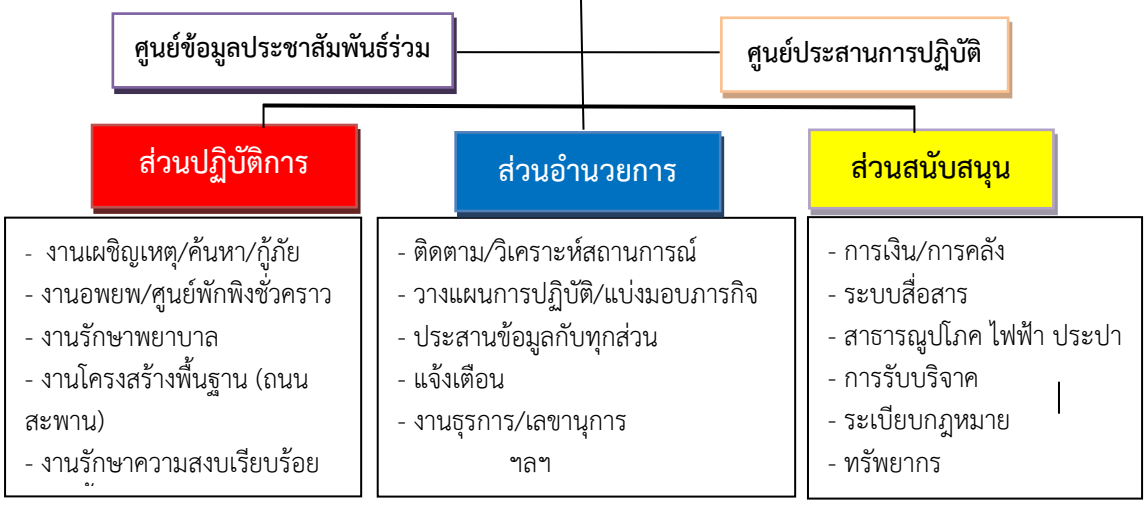 ศูนย์ข้อมูลประชาสัมพันธ์ร่วม
ศูนย์ประสานการปฏิบัติ
ส่วนปฏิบัติการ
- งานเผชิญเหตุ/ค้นหา/กู้ภัย
- งานอพยพ/ศูนย์พักพิงชั่วคราว
- งานรักษาพยาบาล
- งานโครงสร้างพื้นฐาน (ถนน
สะพาน)
- งานรักษาความสงบเรียบร้อย
ส่วนอำนวยการ
- ติดตาม/วิเคราะห์สถานการณ์
- วางแผนการปฏิบัติ/แบ่งมอบภารกิจ
- ประสานข้อมูลกับทุกส่วน
- แจ้งเตือน
- งานธุรการ/เลขานุการ
ฯลฯ
ส่วนสนับสนุน
- การเงิน/การคลัง
- ระบบสื่อสาร
- สาธารณูปโภค ไฟฟ้า ประปา
- การรับบริจาค
- ระเบียบกฎหมาย
- ทรัพยากร